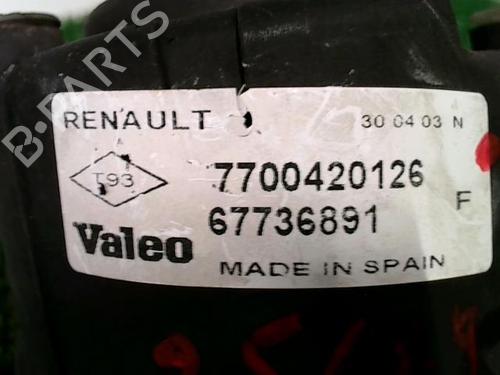 RENAULT 30 04 03 N
T93 7700420126
67736891 F
Valeo
MADE IN SPAIN
B-PARTS